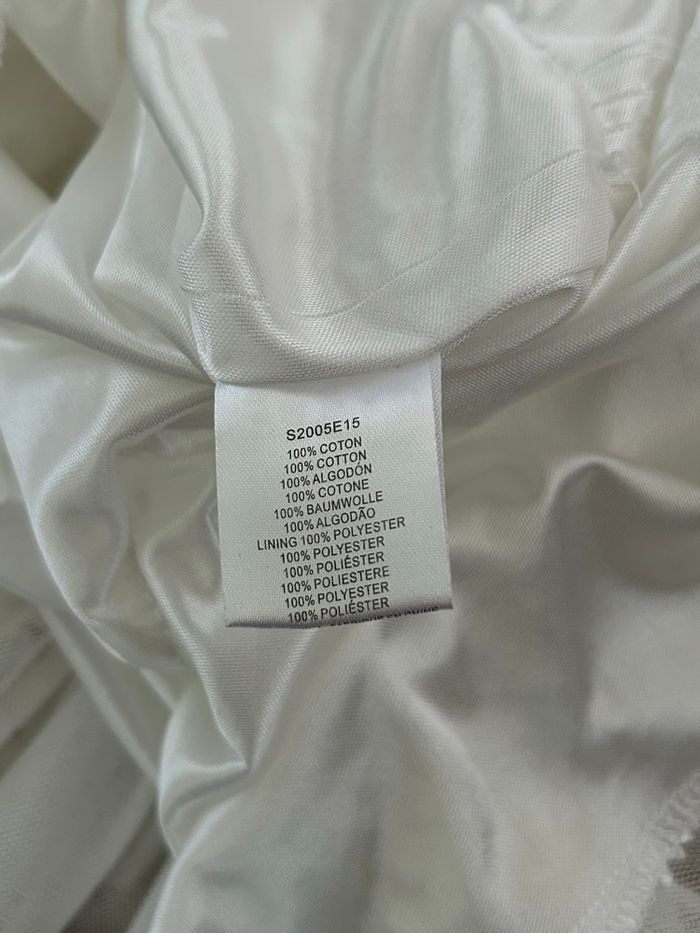 S2005E15
100% COTON
100% COTTON
100% ALGODÓN
100% COTONE
100% BAUMWOLLE
100% ALGODÃO
LINING 100% POLYESTER
100% POLYESTER
100% POLIÉSTER
100% POLIESTERE
100% POLYESTER
100% POLIÉSTER